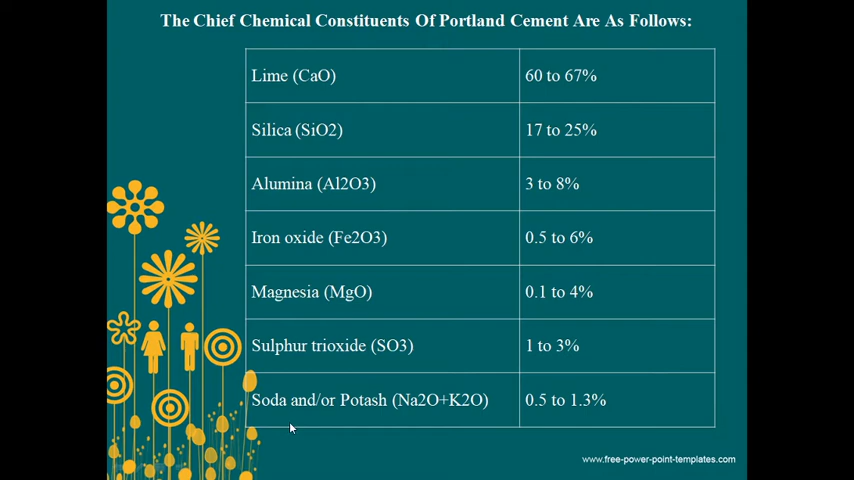 The Chief Chemical Constituents Of Portland Cement Are As Follows:
Lime (CaO) 60 to 67%
Silica (SiO2) 17 to 25%
Alumina (Al2O3) 3 to 8%
Iron oxide (Fe2O3) 0.5 to 6%
Magnesia (MgO) 0.1 to 4%
Sulphur trioxide (SO3) 1 to 3%
Soda and/or Potash (Na2O+K2O) 0.5 to 1.3%
www.free-power-point-templates.com